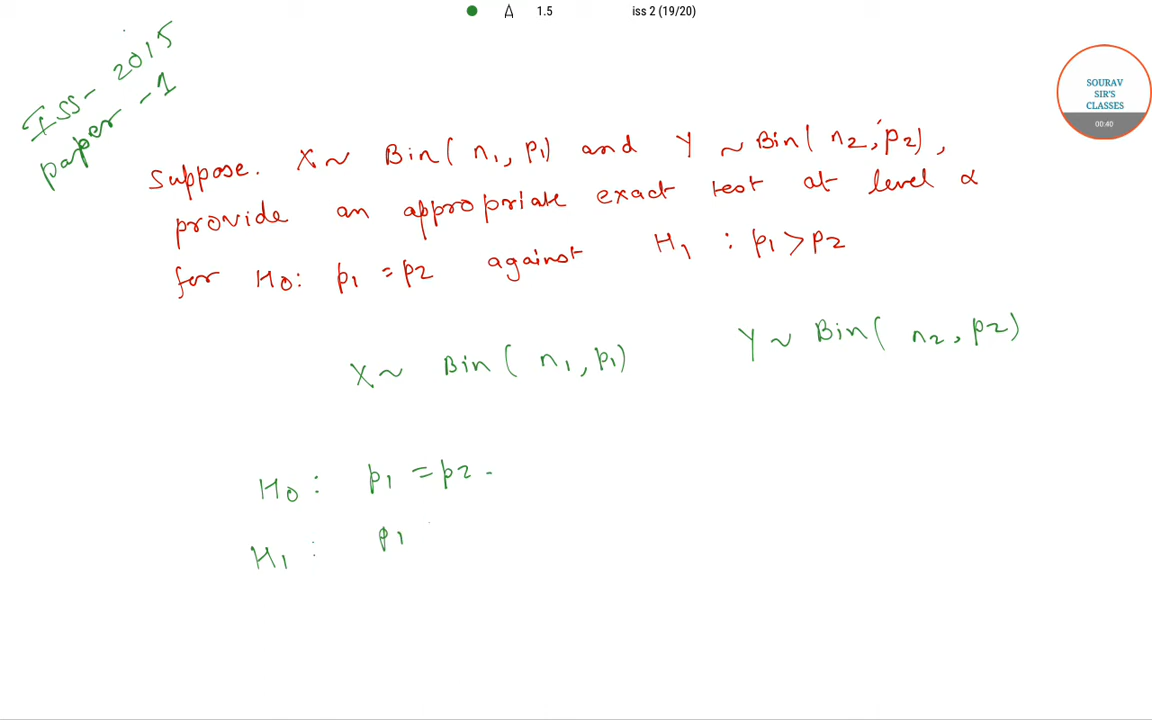 1.5
iss 2 (19/20)
ISS- 2015
paper -1
SOURAV
SIR'S
CLASSES
00:40
Suppose. X ~ Bin( n1, p1) and Y ~ Bin( n2, p2),
provide an appropriate exact test at level α
for H0: p1 = p2 against H1 : p1 > p2
X ~ Bin( n1, p1) Y ~ Bin( n2, p2)
H0 : p1 = p2 -
H1 : p1